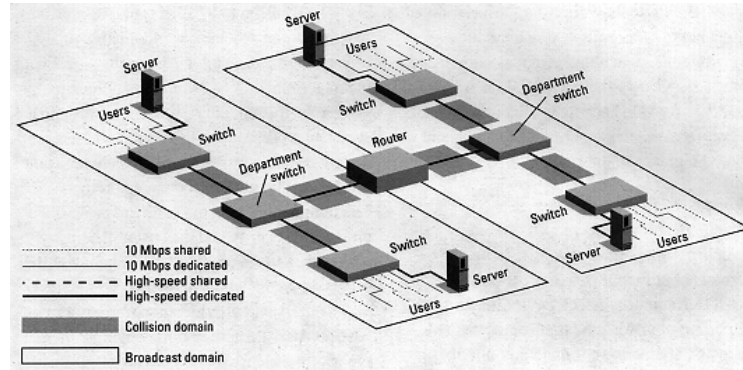 Server
Users
Switch
Department
switch
Server
Users
Switch
Router
Department
switch
Switch
Server
Users
Switch
Server
Users
10 Mbps shared
10 Mbps dedicated
High-speed shared
High-speed dedicated
Collision domain
Broadcast domain